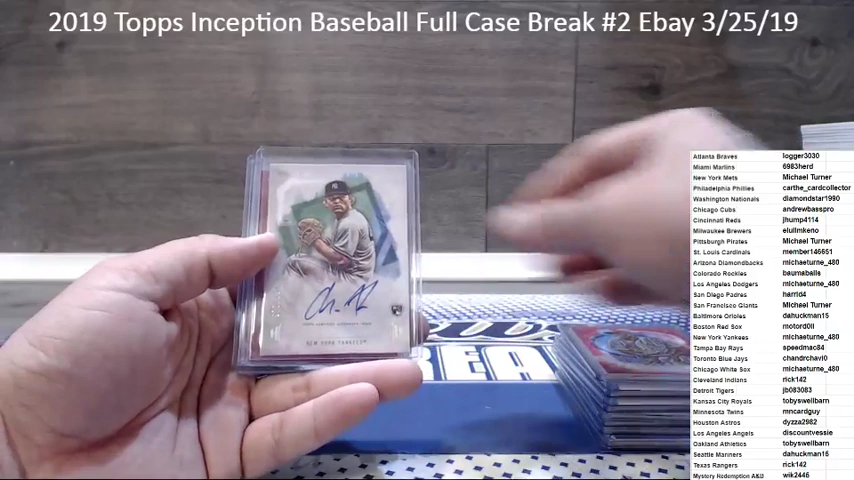 2019 Topps Inception Baseball Full Case Break #2 Ebay 3/25/19
Atlanta Braves logger3030
Miami Marlins 6983herd
New York Mets Michael Turner
Philadelphia Phillies carthe_cardcollector
Washington Nationals diamondstar1990
Chicago Cubs andrewbasspro
Cincinnati Reds jhump4114
Milwaukee Brewers eluilmkeno
Pittsburgh Pirates Michael Turner
St. Louis Cardinals member146651
Arizona Diamondbacks michaeturne_480
Colorado Rockies baumaballs
Los Angeles Dodgers michaeturne_480
San Diego Padres harrid4
San Francisco Giants Michael Turner
Baltimore Orioles dahuckman15
Boston Red Sox
New York Yankees michaeturne_480
Tampa Bay Rays speedmac84
Toronto Blue Jays chandrchavi0
Chicago White Sox michaeturne_480
Cleveland Indians rick142
Detroit Tigers jb083083
Kansas City Royals tobyswellbarn
Minnesota Twins mncardguy
Houston Astros dyzza2982
Los Angeles Angels discountvessie
Oakland Athletics tobyswellbarn
Seattle Mariners dahuckman15
Texas Rangers rick142
Mystery Redemption A&B wik2446
NEW YORK YANKEES
REA